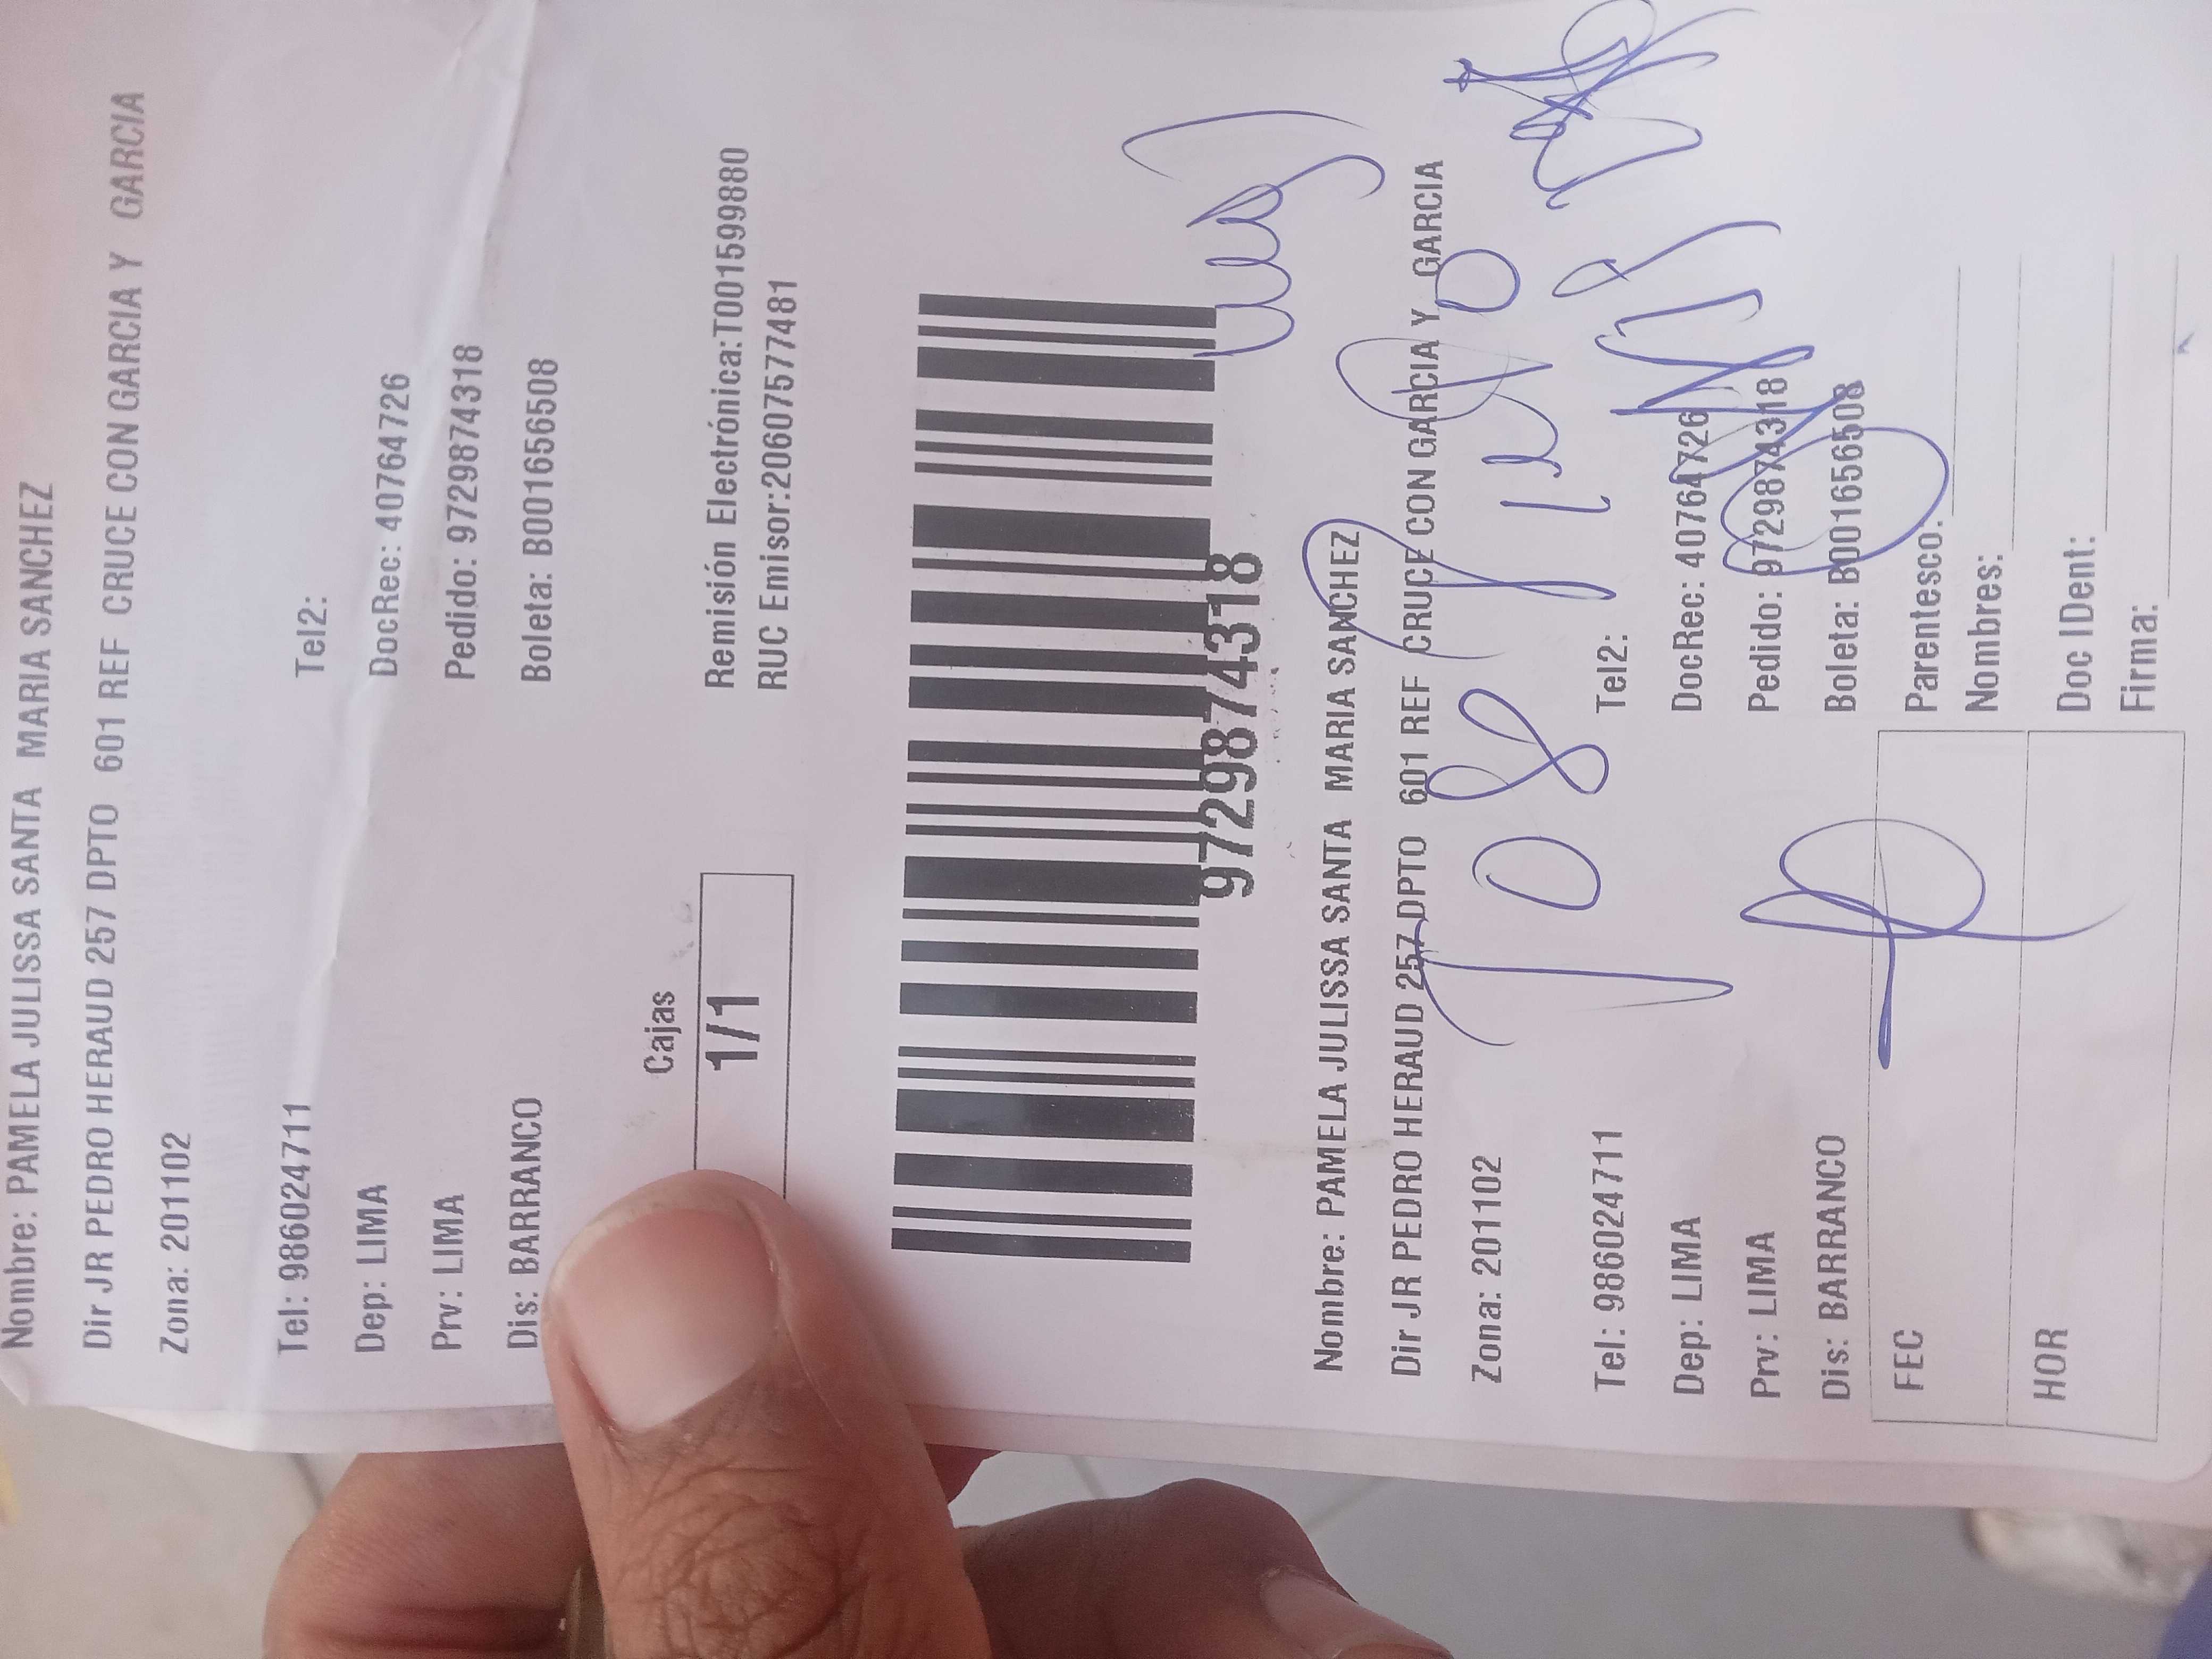 Nombre: PAMELA JULISSA SANTA MARIA SANCHEZ
Dir JR PEDRO HERAUD 257 DPTO 601 REF CRUCE CON GARCIA Y GARCIA
Zona: 201102
Tel: 986024711 Tel2:
Dep: LIMA DocRec: 40764726
Prv: LIMA Pedido: 9729874318
Dis: BARRANCO Boleta: B001656508
Cajas
1/1
Remisión Electrónica:T00159980
RUC Emisor:20607577481
9729874318
Nombre: PAMELA JULISSA SANTA MARIA SANCHEZ
Dir JR PEDRO HERAUD 257 DPTO 601 REF CRUCE CON GARCIA Y GARCIA
Zona: 201102
Tel: 986024711 Tel2:
Dep: LIMA DocRec: 40764726
Prv: LIMA Pedido: 9729874318
Dis: BARRANCO Boleta: B001656508
FEC
HOR
Parentesco:
Nombres:
Doc IDent:
Firma: